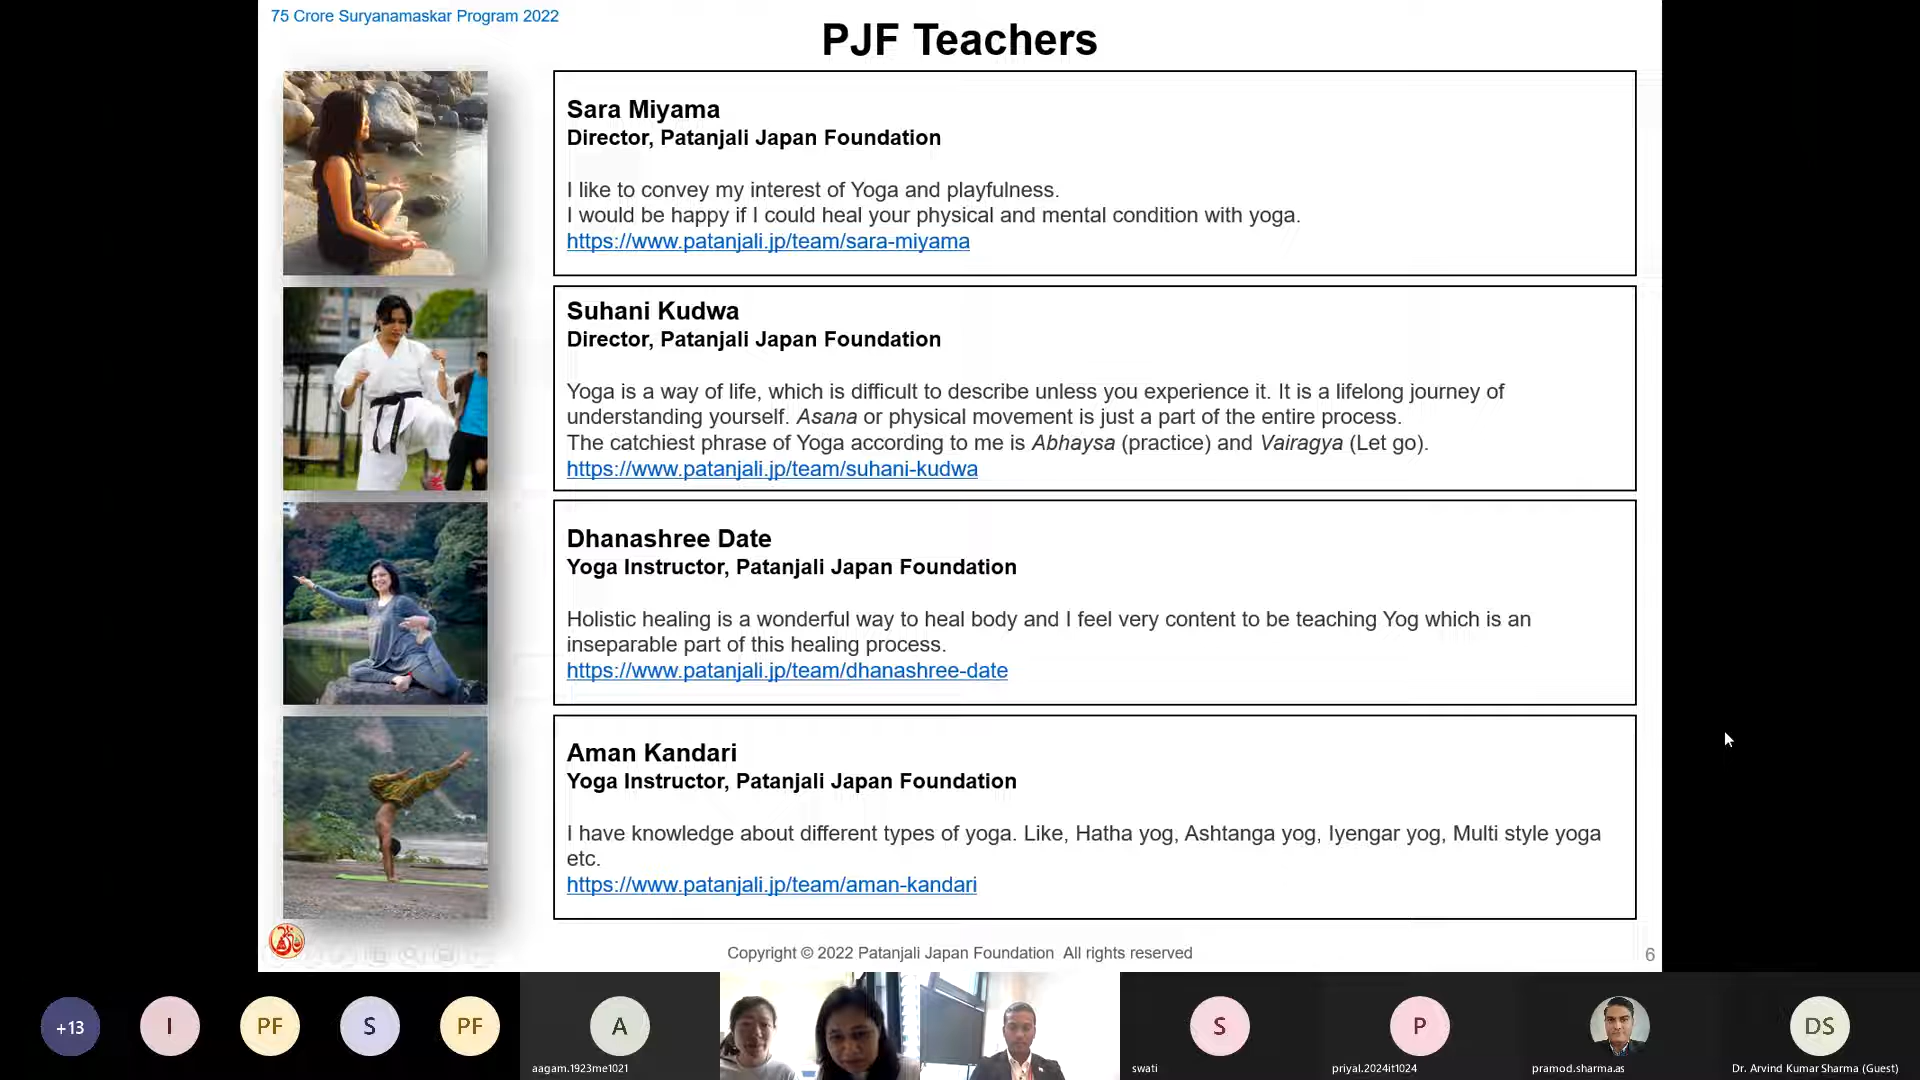 75 Crore Suryanamaskar Program 2022
PJF Teachers
Sara Miyama
Director, Patanjali Japan Foundation
I like to convey my interest of Yoga and playfulness.
I would be happy if I could heal your physical and mental condition with yoga.
https://www.patanjali.jp/team/sara-miyama
Suhani Kudwa
Director, Patanjali Japan Foundation
Yoga is a way of life, which is difficult to describe unless you experience it. It is a lifelong journey of
understanding yourself. Asana or physical movement is just a part of the entire process.
The catchiest phrase of Yoga according to me is Abhaysa (practice) and Vairagya (Let go).
https://www.patanjali.jp/team/suhani-kudwa
Dhanashree Date
Yoga Instructor, Patanjali Japan Foundation
Holistic healing is a wonderful way to heal body and I feel very content to be teaching Yog which is an
inseparable part of this healing process.
https://www.patanjali.jp/team/dhanashree-date
Aman Kandari
Yoga Instructor, Patanjali Japan Foundation
I have knowledge about different types of yoga. Like, Hatha yog, Ashtanga yog, Iyengar yog, Multi style yoga
etc.
https://www.patanjali.jp/team/aman-kandari
Copyright © 2022 Patanjali Japan Foundation All rights reserved
6
+13
I
PF
S
PF
A
S
P
DS
aagam.1923me1021
swati
priyal.2024it1024
pramod.sharma.as
Dr. Arvind Kumar Sharma (Guest)